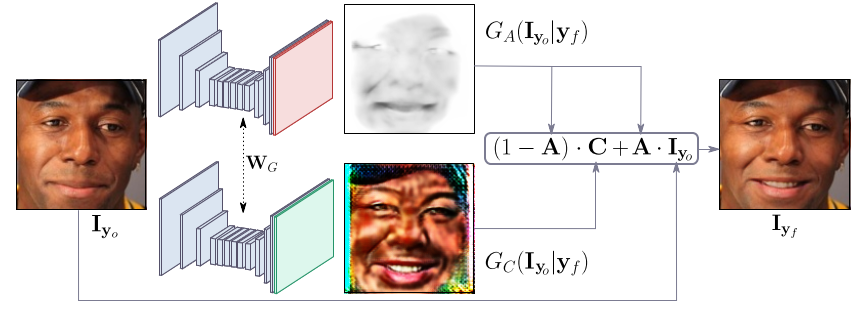 G_A(I_{y_o}|y_f)
(1 − A) · C + A · I_{y_o}
W_G
I_{y_o}
I_{y_f}
G_C(I_{y_o}|y_f)